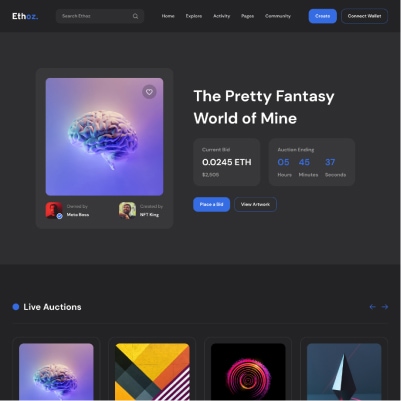 Ethoz.
Search Ethoz
Home
Explore
Activity
Pages
Community
Create
Connect Wallet
The Pretty Fantasy
World of Mine
Current Bid
0.0245 ETH
$2,505
Auction Ending
05 45 37
Hours Minutes Seconds
Place a Bid
View Artwork
Owned by
Meta Boss
Created by
NFT King
Live Auctions